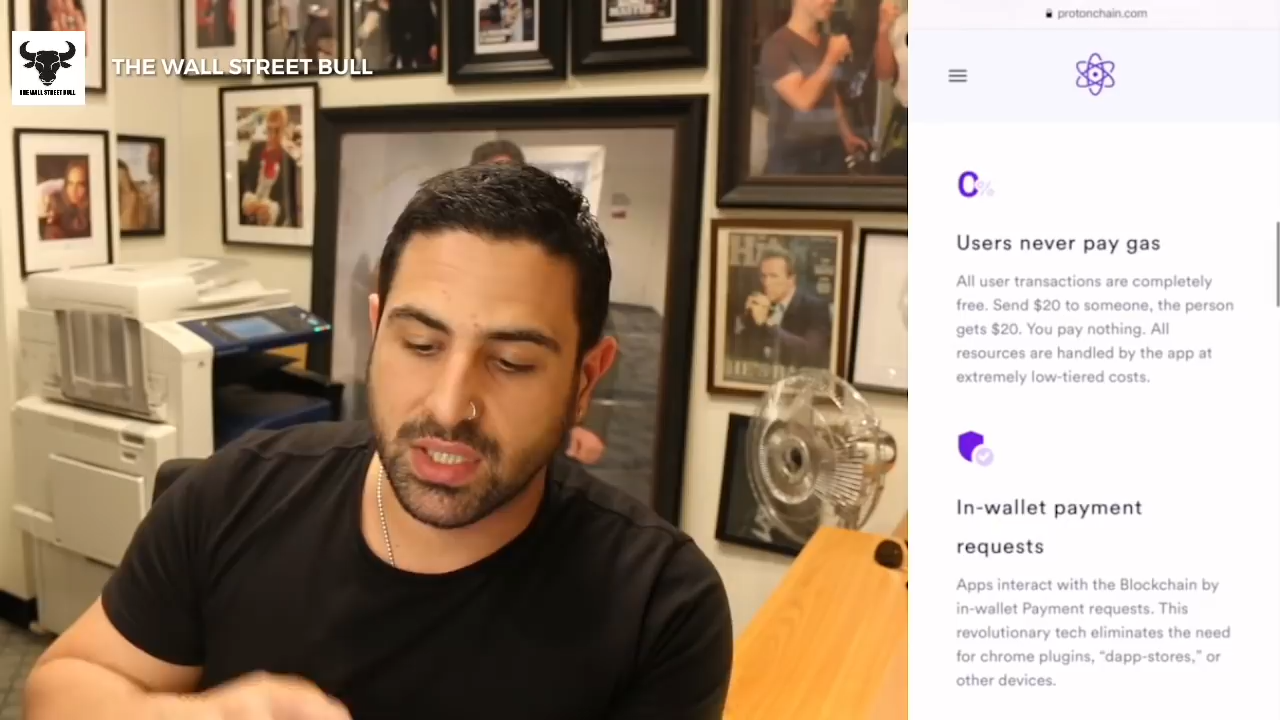 THE WALL STREET BULL
THE WALL STREET BULL
protonchain.com
0%
Users never pay gas
All user transactions are completely
free. Send $20 to someone, the person
gets $20. You pay nothing. All
resources are handled by the app at
extremely low-tiered costs.
In-wallet payment
requests
Apps interact with the Blockchain by
in-wallet Payment requests. This
revolutionary tech eliminates the need
for chrome plugins, “dapp-stores,” or
other devices.